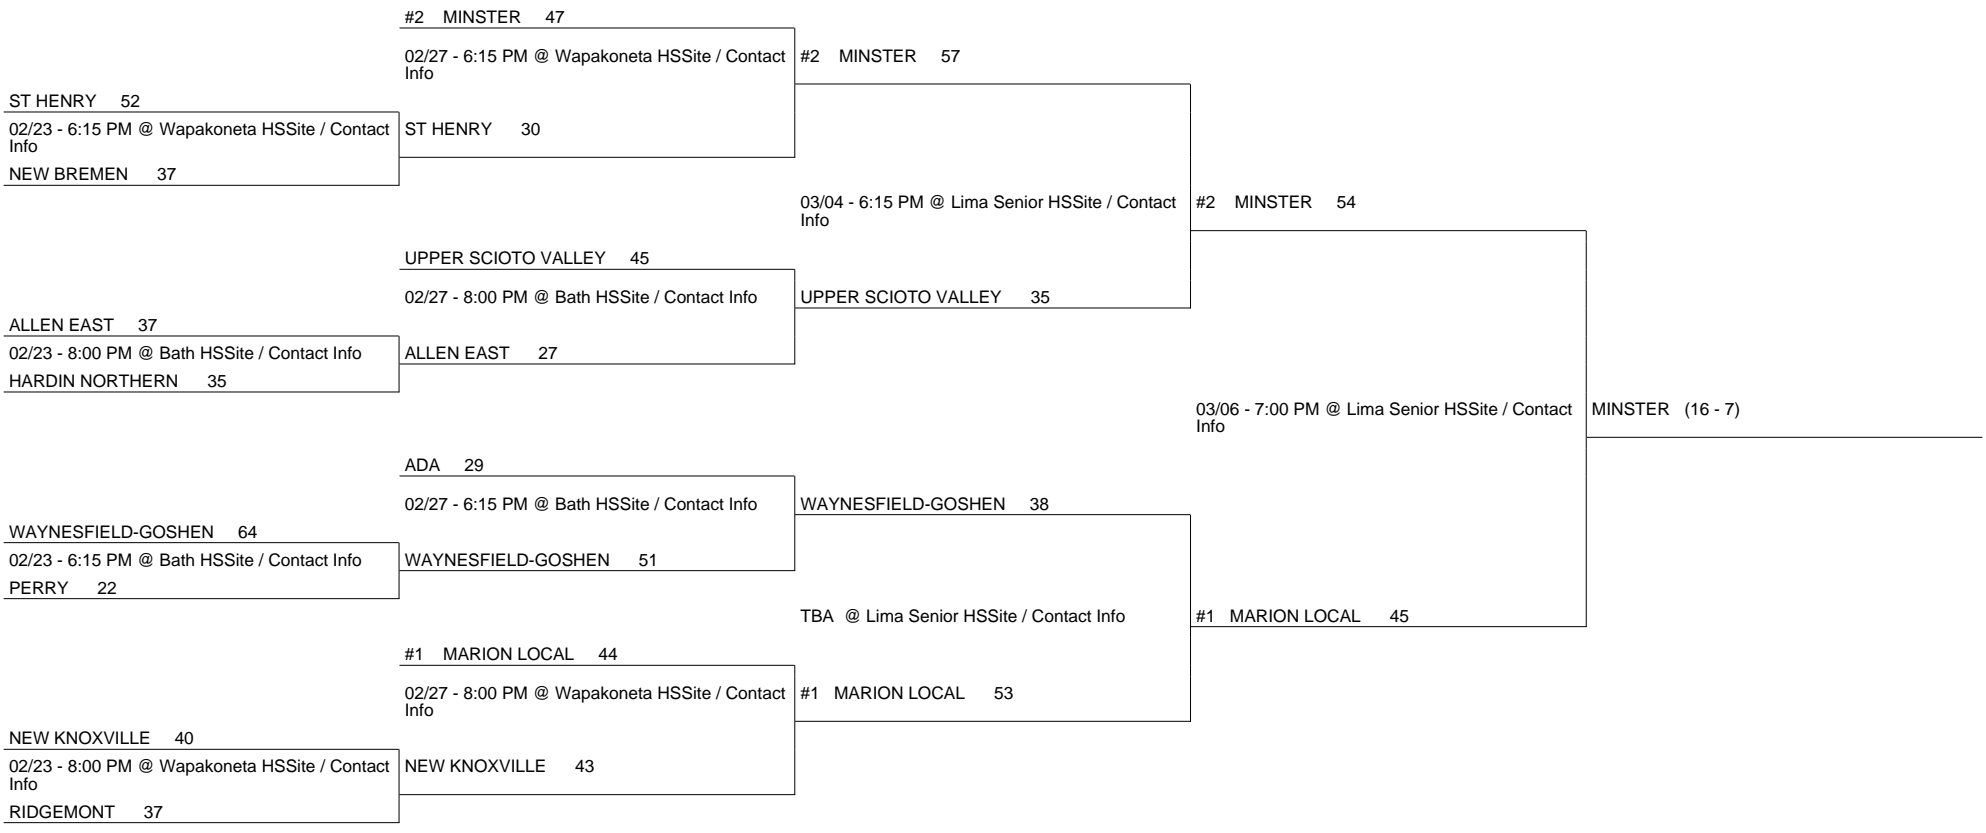 #2 MINSTER 47
02/27 - 6:15 PM @ Wapakoneta HSSite / Contact
Info
#2 MINSTER 57
ST HENRY 52
02/23 - 6:15 PM @ Wapakoneta HSSite / Contact
Info
NEW BREMEN 37
ST HENRY 30
03/04 - 6:15 PM @ Lima Senior HSSite / Contact
Info
#2 MINSTER 54
UPPER SCIOTO VALLEY 45
02/27 - 8:00 PM @ Bath HSSite / Contact Info
UPPER SCIOTO VALLEY 35
ALLEN EAST 37
02/23 - 8:00 PM @ Bath HSSite / Contact Info
HARDIN NORTHERN 35
ALLEN EAST 27
03/06 - 7:00 PM @ Lima Senior HSSite / Contact
Info
MINSTER (16 - 7)
ADA 29
02/27 - 6:15 PM @ Bath HSSite / Contact Info
WAYNESFIELD-GOSHEN 38
WAYNESFIELD-GOSHEN 64
02/23 - 6:15 PM @ Bath HSSite / Contact Info
PERRY 22
WAYNESFIELD-GOSHEN 51
TBA @ Lima Senior HSSite / Contact Info
#1 MARION LOCAL 45
#1 MARION LOCAL 44
02/27 - 8:00 PM @ Wapakoneta HSSite / Contact
Info
#1 MARION LOCAL 53
NEW KNOXVILLE 40
02/23 - 8:00 PM @ Wapakoneta HSSite / Contact
Info
RIDGEMONT 37
NEW KNOXVILLE 43